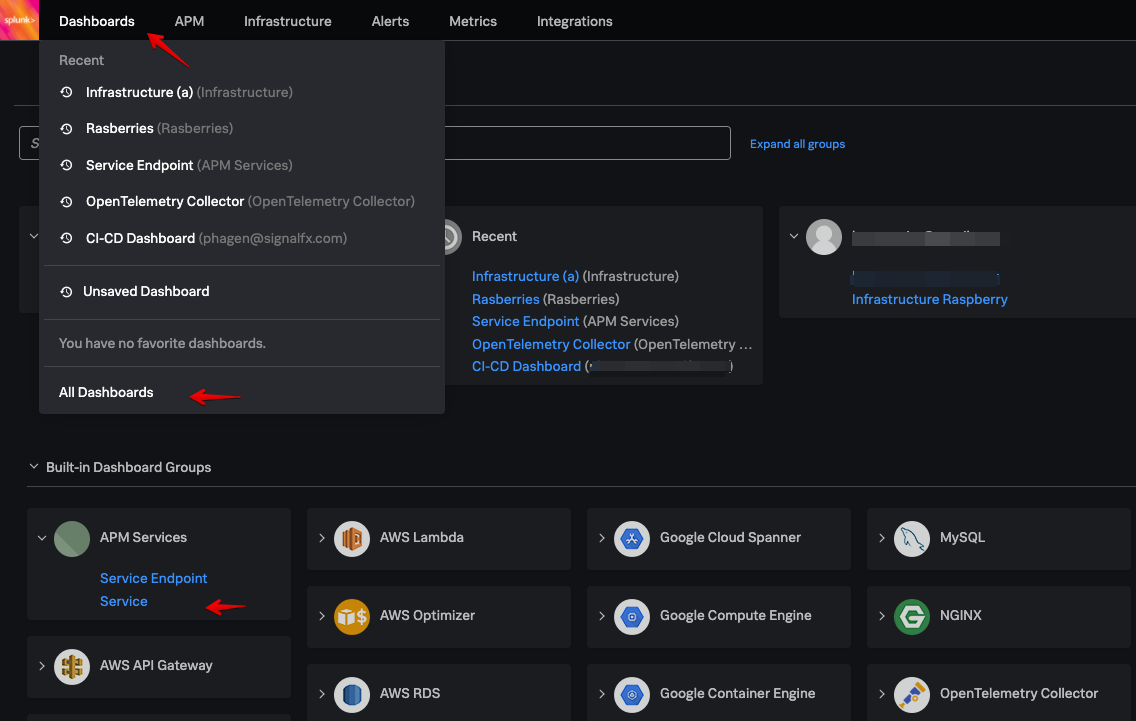 splunk>
Dashboards APM Infrastructure Alerts Metrics Integrations
Recent
Infrastructure (a) (Infrastructure)
Rasberries (Rasberries)
Service Endpoint (APM Services)
OpenTelemetry Collector (OpenTelemetry Collector)
CI-CD Dashboard (phagen@signalfx.com)
Unsaved Dashboard
You have no favorite dashboards.
All Dashboards
Expand all groups
Recent
Infrastructure (a) (Infrastructure)
Rasberries (Rasberries)
Service Endpoint (APM Services)
OpenTelemetry Collector (OpenTelemetry ...
CI-CD Dashboard ( )
Infrastructure Raspberry
Built-in Dashboard Groups
APM Services
Service Endpoint
Service
AWS API Gateway
AWS Lambda
AWS Optimizer
AWS RDS
Google Cloud Spanner
Google Compute Engine
Google Container Engine
MySQL
NGINX
OpenTelemetry Collector